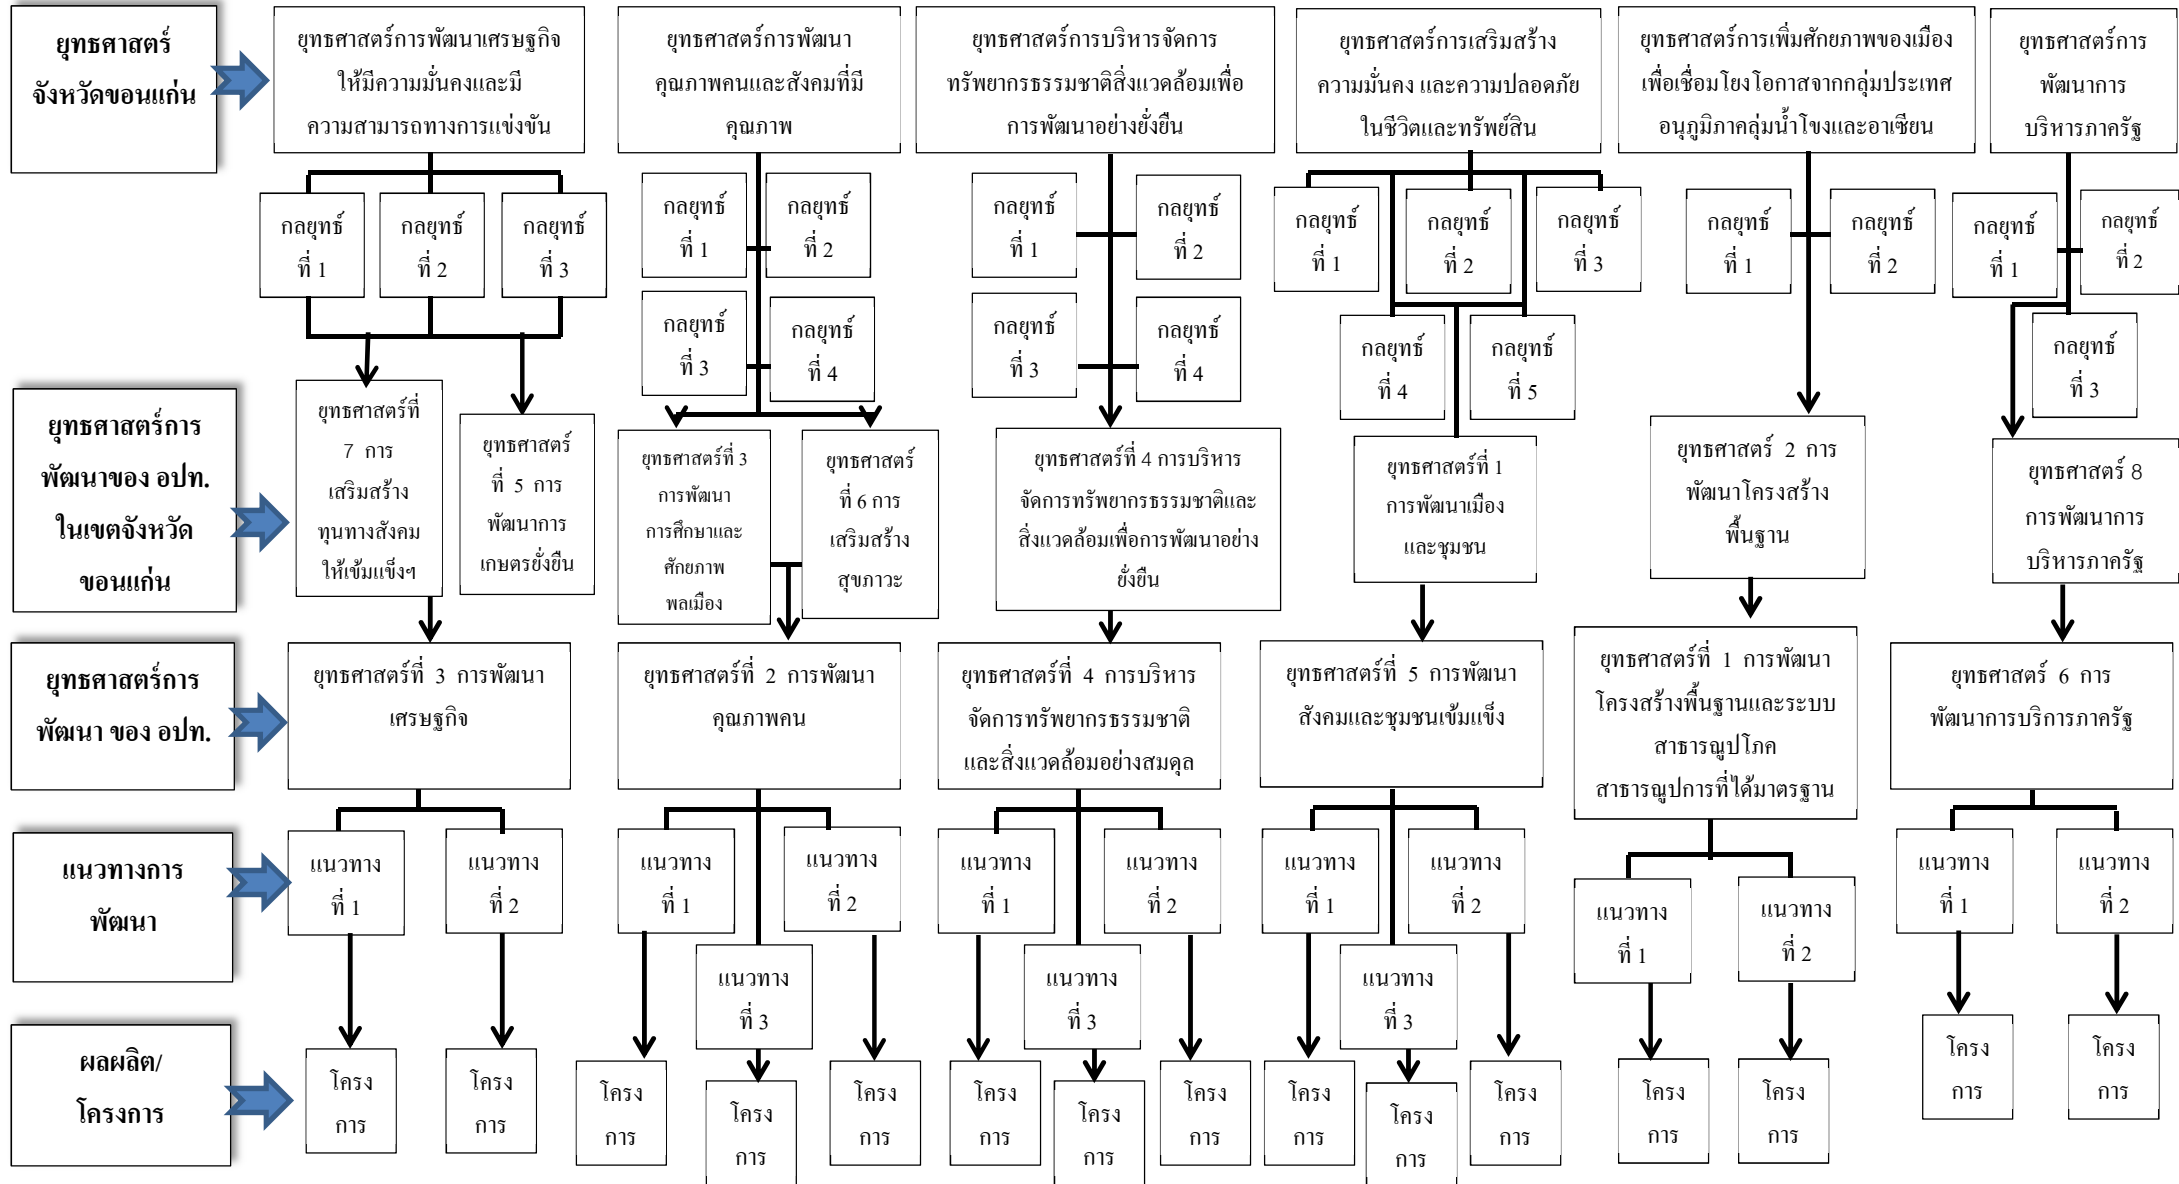 ยุทธศาสตร์
จังหวัดขอนแก่น
ยุทธศาสตร์การพัฒนาเศรษฐกิจ
ให้มีความมั่นคงและมี
ความสามารถทางการแข่งขัน
ยุทธศาสตร์การพัฒนา
คุณภาพคนและสังคมที่มี
คุณภาพ
ยุทธศาสตร์การบริหารจัดการ
ทรัพยากรธรรมชาติสิ่งแวดล้อมเพื่อ
การพัฒนาอย่างยั่งยืน
ยุทธศาสตร์การเสริมสร้าง
ความมั่นคง และความปลอดภัย
ในชีวิตและทรัพย์สิน
ยุทธศาสตร์การเพิ่มศักยภาพของเมือง
เพื่อเชื่อมโยงโอกาสจากกลุ่มประเทศ
อนุภูมิภาคลุ่มน้ำโขงและอาเซียน
ยุทธศาสตร์การ
พัฒนาการ
บริหารภาครัฐ
กลยุทธ์
ที่ 1
กลยุทธ์
ที่ 2
กลยุทธ์
ที่ 3
กลยุทธ์
ที่ 1
กลยุทธ์
ที่ 2
กลยุทธ์
ที่ 3
กลยุทธ์
ที่ 4
กลยุทธ์
ที่ 1
กลยุทธ์
ที่ 2
กลยุทธ์
ที่ 3
กลยุทธ์
ที่ 4
กลยุทธ์
ที่ 1
กลยุทธ์
ที่ 2
กลยุทธ์
ที่ 3
กลยุทธ์
ที่ 4
กลยุทธ์
ที่ 5
กลยุทธ์
ที่ 1
กลยุทธ์
ที่ 2
กลยุทธ์
ที่ 1
กลยุทธ์
ที่ 2
กลยุทธ์
ที่ 3
ยุทธศาสตร์การ
พัฒนาของ อปท.
ในเขตจังหวัด
ขอนแก่น
ยุทธศาสตร์ที่
7 การ
เสริมสร้าง
ทุนทางสังคม
ให้เข้มแข็งฯ
ยุทธศาสตร์
ที่ 5 การ
พัฒนาการ
เกษตรยั่งยืน
ยุทธศาสตร์ที่ 3
การพัฒนา
การศึกษาและ
ศักยภาพ
พลเมือง
ยุทธศาสตร์
ที่ 6 การ
เสริมสร้าง
สุขภาวะ
ยุทธศาสตร์ที่ 4 การบริหาร
จัดการทรัพยากรธรรมชาติและ
สิ่งแวดล้อมเพื่อการพัฒนาอย่าง
ยั่งยืน
ยุทธศาสตร์ที่ 1
การพัฒนาเมือง
และชุมชน
ยุทธศาสตร์ 2 การ
พัฒนาโครงสร้าง
พื้นฐาน
ยุทธศาสตร์ 8
การพัฒนาการ
บริหารภาครัฐ
ยุทธศาสตร์การ
พัฒนา ของ อปท.
ยุทธศาสตร์ที่ 3 การพัฒนา
เศรษฐกิจ
ยุทธศาสตร์ที่ 2 การพัฒนา
คุณภาพคน
ยุทธศาสตร์ที่ 4 การบริหาร
จัดการทรัพยากรธรรมชาติ
และสิ่งแวดล้อมอย่างสมดุล
ยุทธศาสตร์ที่ 5 การพัฒนา
สังคมและชุมชนเข้มแข็ง
ยุทธศาสตร์ที่ 1 การพัฒนา
โครงสร้างพื้นฐานและระบบ
สาธารณูปโภค
สาธารณูปการที่ได้มาตรฐาน
ยุทธศาสตร์ 6 การ
พัฒนาการบริการภาครัฐ
แนวทางการ
พัฒนา
แนวทาง
ที่ 1
แนวทาง
ที่ 2
แนวทาง
ที่ 1
แนวทาง
ที่ 2
แนวทาง
ที่ 3
แนวทาง
ที่ 1
แนวทาง
ที่ 2
แนวทาง
ที่ 3
แนวทาง
ที่ 1
แนวทาง
ที่ 2
แนวทาง
ที่ 3
แนวทาง
ที่ 1
แนวทาง
ที่ 2
แนวทาง
ที่ 1
แนวทาง
ที่ 2
ผลผลิต/
โครงการ
โครง
การ
โครง
การ
โครง
การ
โครง
การ
โครง
การ
โครง
การ
โครง
การ
โครง
การ
โครง
การ
โครง
การ
โครง
การ
โครง
การ
โครง
การ
โครง
การ
โครง
การ